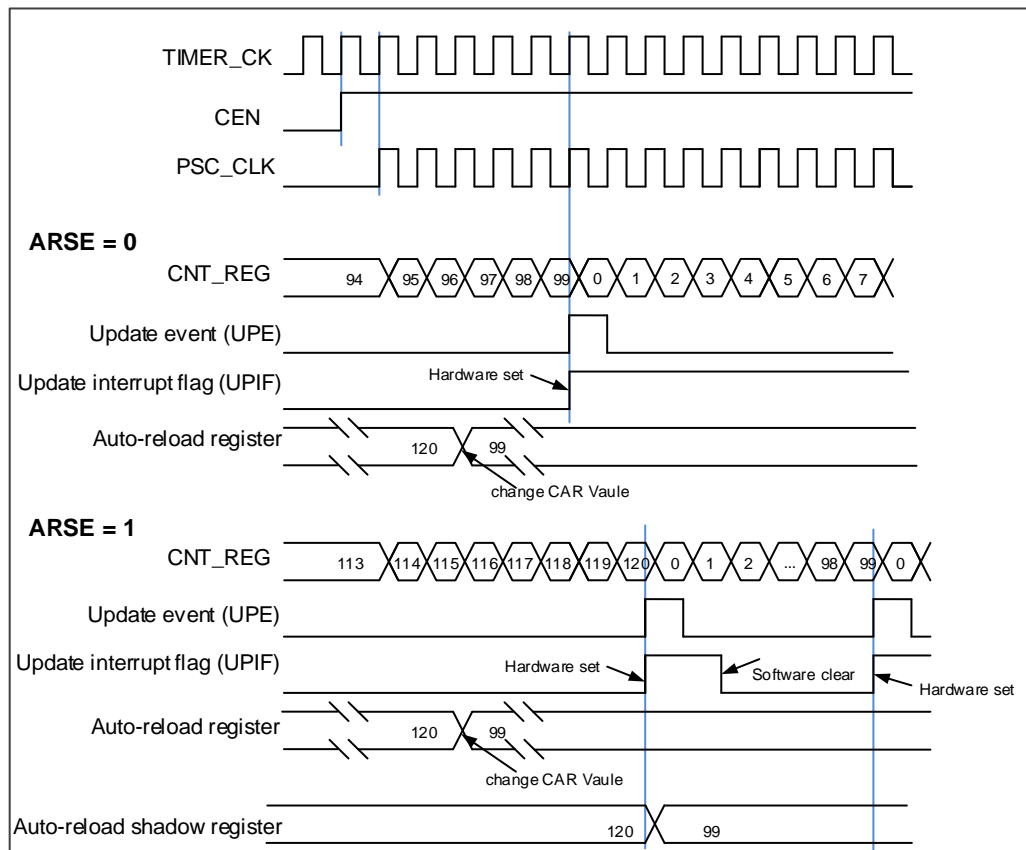 TIMER_CK
CEN
PSC_CLK
ARSE = 0
CNT_REG 94 95 96 97 98 99 0 1 2 3 4 5 6 7
Update event (UPE)
Update interrupt flag (UPIF) Hardware set
Auto-reload register 120 99
change CAR Vaule
ARSE = 1
CNT_REG 113 114 115 116 117 118 119 120 0 1 2 ... 98 99 0
Update event (UPE)
Update interrupt flag (UPIF) Hardware set Software clear Hardware set
Auto-reload register 120 99
change CAR Vaule
Auto-reload shadow register 120 99